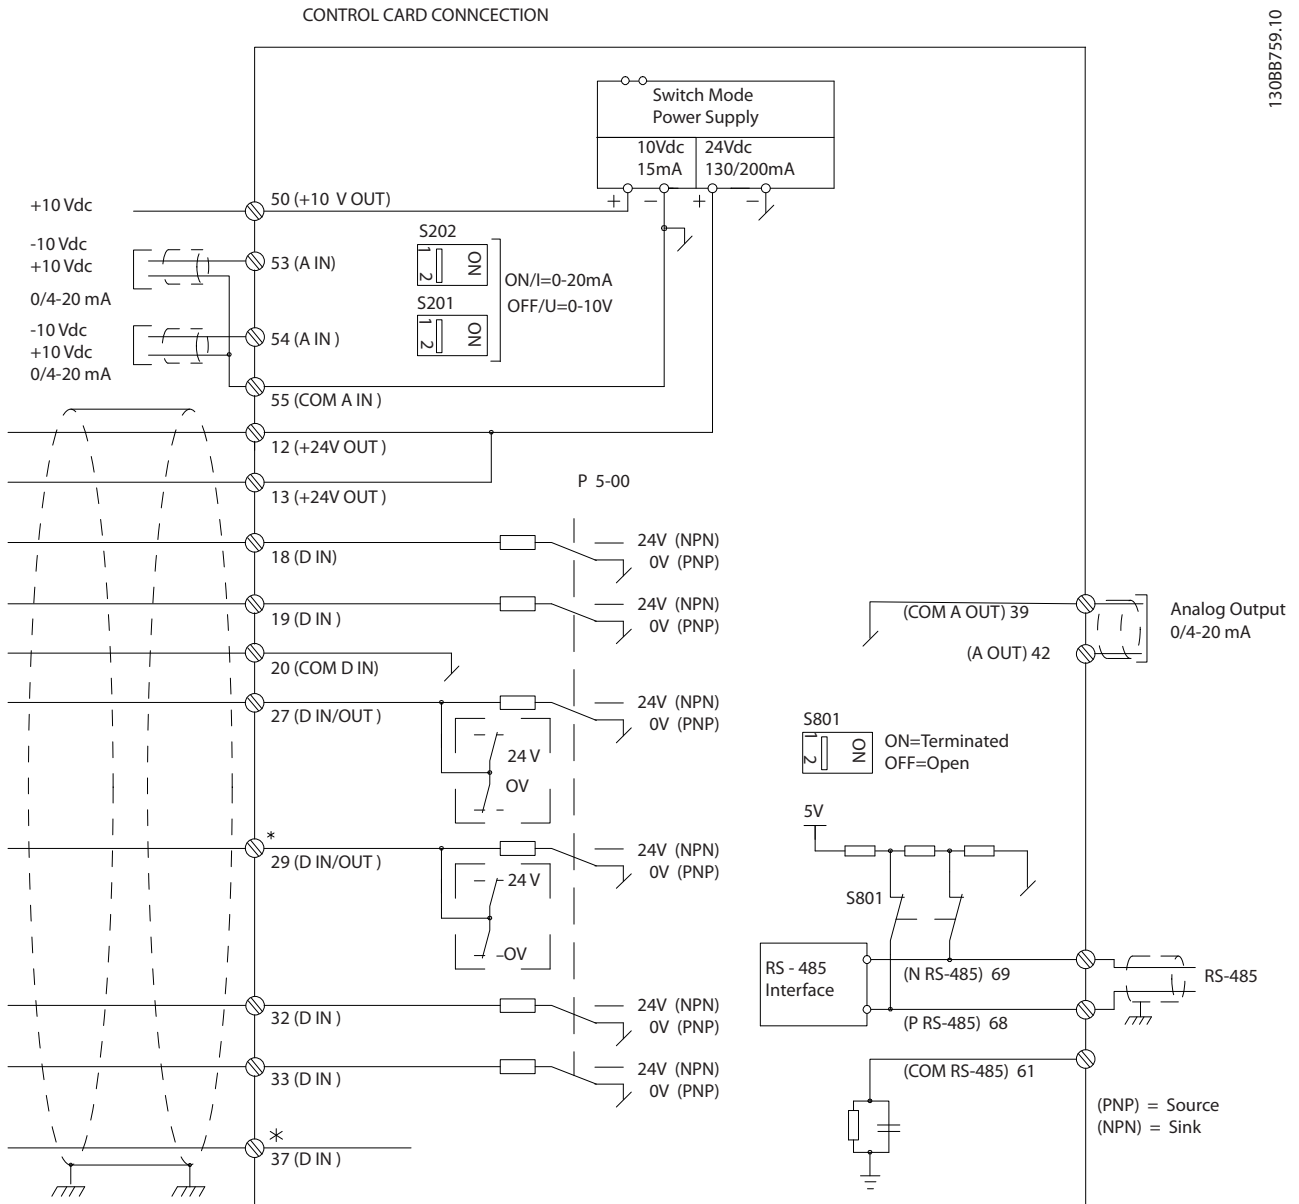 CONTROL CARD CONNCECTION
130BB759.10
Switch Mode
Power Supply
10Vdc
15mA
24Vdc
130/200mA
+ − + −
+10 Vdc
50 (+10 V OUT)
-10 Vdc
+10 Vdc
0/4-20 mA
53 (A IN)
S202
1
2
ON
ON/I=0-20mA
OFF/U=0-10V
S201
1
2
ON
-10 Vdc
+10 Vdc
0/4-20 mA
54 (A IN )
55 (COM A IN )
12 (+24V OUT )
13 (+24V OUT )
P 5-00
18 (D IN)
24V (NPN)
0V (PNP)
19 (D IN )
24V (NPN)
0V (PNP)
20 (COM D IN)
27 (D IN/OUT )
24V (NPN)
0V (PNP)
24 V
OV
*
29 (D IN/OUT )
24V (NPN)
0V (PNP)
24 V
OV
32 (D IN )
24V (NPN)
0V (PNP)
33 (D IN )
24V (NPN)
0V (PNP)
*
37 (D IN )
(COM A OUT) 39
(A OUT) 42
Analog Output
0/4-20 mA
S801
1
2
ON
ON=Terminated
OFF=Open
5V
S801
RS - 485
Interface
(N RS-485) 69
(P RS-485) 68
RS-485
(COM RS-485) 61
(PNP) = Source
(NPN) = Sink